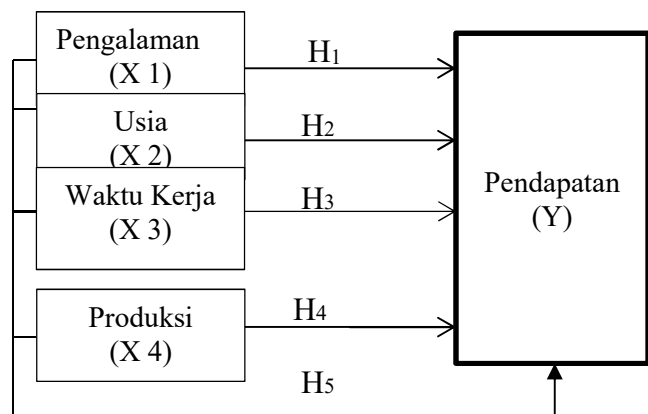 Pengalaman
(X 1)
H1
Usia
(X 2)
H2
Waktu Kerja
(X 3)
H3
Pendapatan
(Y)
Produksi
(X 4)
H4
H5